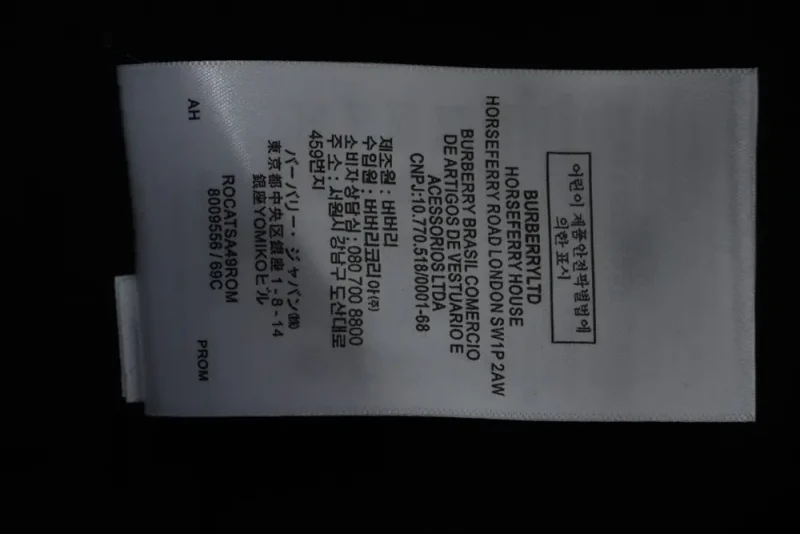 어린이 제품안전특별법에
의한 표시
BURBERRYLTD
HORSEFERRY HOUSE
HORSEFERRY ROAD LONDON SW1P 2AW
BURBERRY BRASIL COMERCIO
DE ARTIGOS DE VESTUARIO E
ACESSORIOS LTDA
CNPJ:10.770.518/0001-68
제조원 : 버버리
수입원 : 버버리코리아(주)
소비자상담실 : 080 700 8800
주 소 : 서원시 강남구 도산대로
459번지
バーバリー・ジャパン㈱
東京都中央区銀座1-8-14
銀座YOMIKOビル
ROCATSA49ROM
8009556 / 69C
AH
PROM